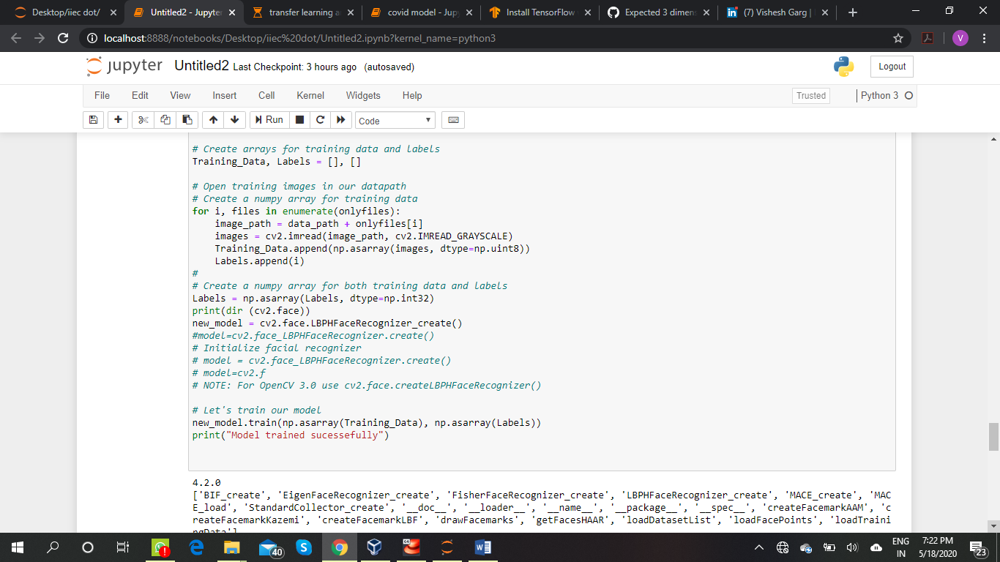 Desktop/iiec dot/
Untitled2 - Jupyter
transfer learning a
covid model - Jup
Install TensorFlow
Expected 3 dimen
(7) Vishesh Garg |
localhost:8888/notebooks/Desktop/iiec%20dot/Untitled2.ipynb?kernel_name=python3
V
jupyter Untitled2 Last Checkpoint: 3 hours ago (autosaved)
Logout
File Edit View Insert Cell Kernel Widgets Help
Trusted
Python 3
Run
Code
# Create arrays for training data and labels
Training_Data, Labels = [], []
# Open training images in our datapath
# Create a numpy array for training data
for i, files in enumerate(onlyfiles):
    image_path = data_path + onlyfiles[i]
    images = cv2.imread(image_path, cv2.IMREAD_GRAYSCALE)
    Training_Data.append(np.asarray(images, dtype=np.uint8))
    Labels.append(i)
#
# Create a numpy array for both training data and labels
Labels = np.asarray(Labels, dtype=np.int32)
print(dir (cv2.face))
new_model = cv2.face.LBPHFaceRecognizer_create()
#model=cv2.face_LBPHFaceRecognizer.create()
# Initialize facial recognizer
# model = cv2.face_LBPHFaceRecognizer.create()
# model=cv2.f
# NOTE: For OpenCV 3.0 use cv2.face.createLBPHFaceRecognizer()
# Let's train our model
new_model.train(np.asarray(Training_Data), np.asarray(Labels))
print("Model trained sucessefully")
4.2.0
['BIF_create', 'EigenFaceRecognizer_create', 'FisherFaceRecognizer_create', 'LBPHFaceRecognizer_create', 'MACE_create', 'MAC
E_load', 'StandardCollector_create', '__doc__', '__loader__', '__name__', '__package__', '__spec__', 'createFacemarkAAM', 'c
reateFacemarkKazemi', 'createFacemarkLBF', 'drawFacemarks', 'getFacesHAAR', 'loadDatasetList', 'loadFacePoints', 'loadTraini
ngData']
40
64
ENG
IN
7:22 PM
5/18/2020
23